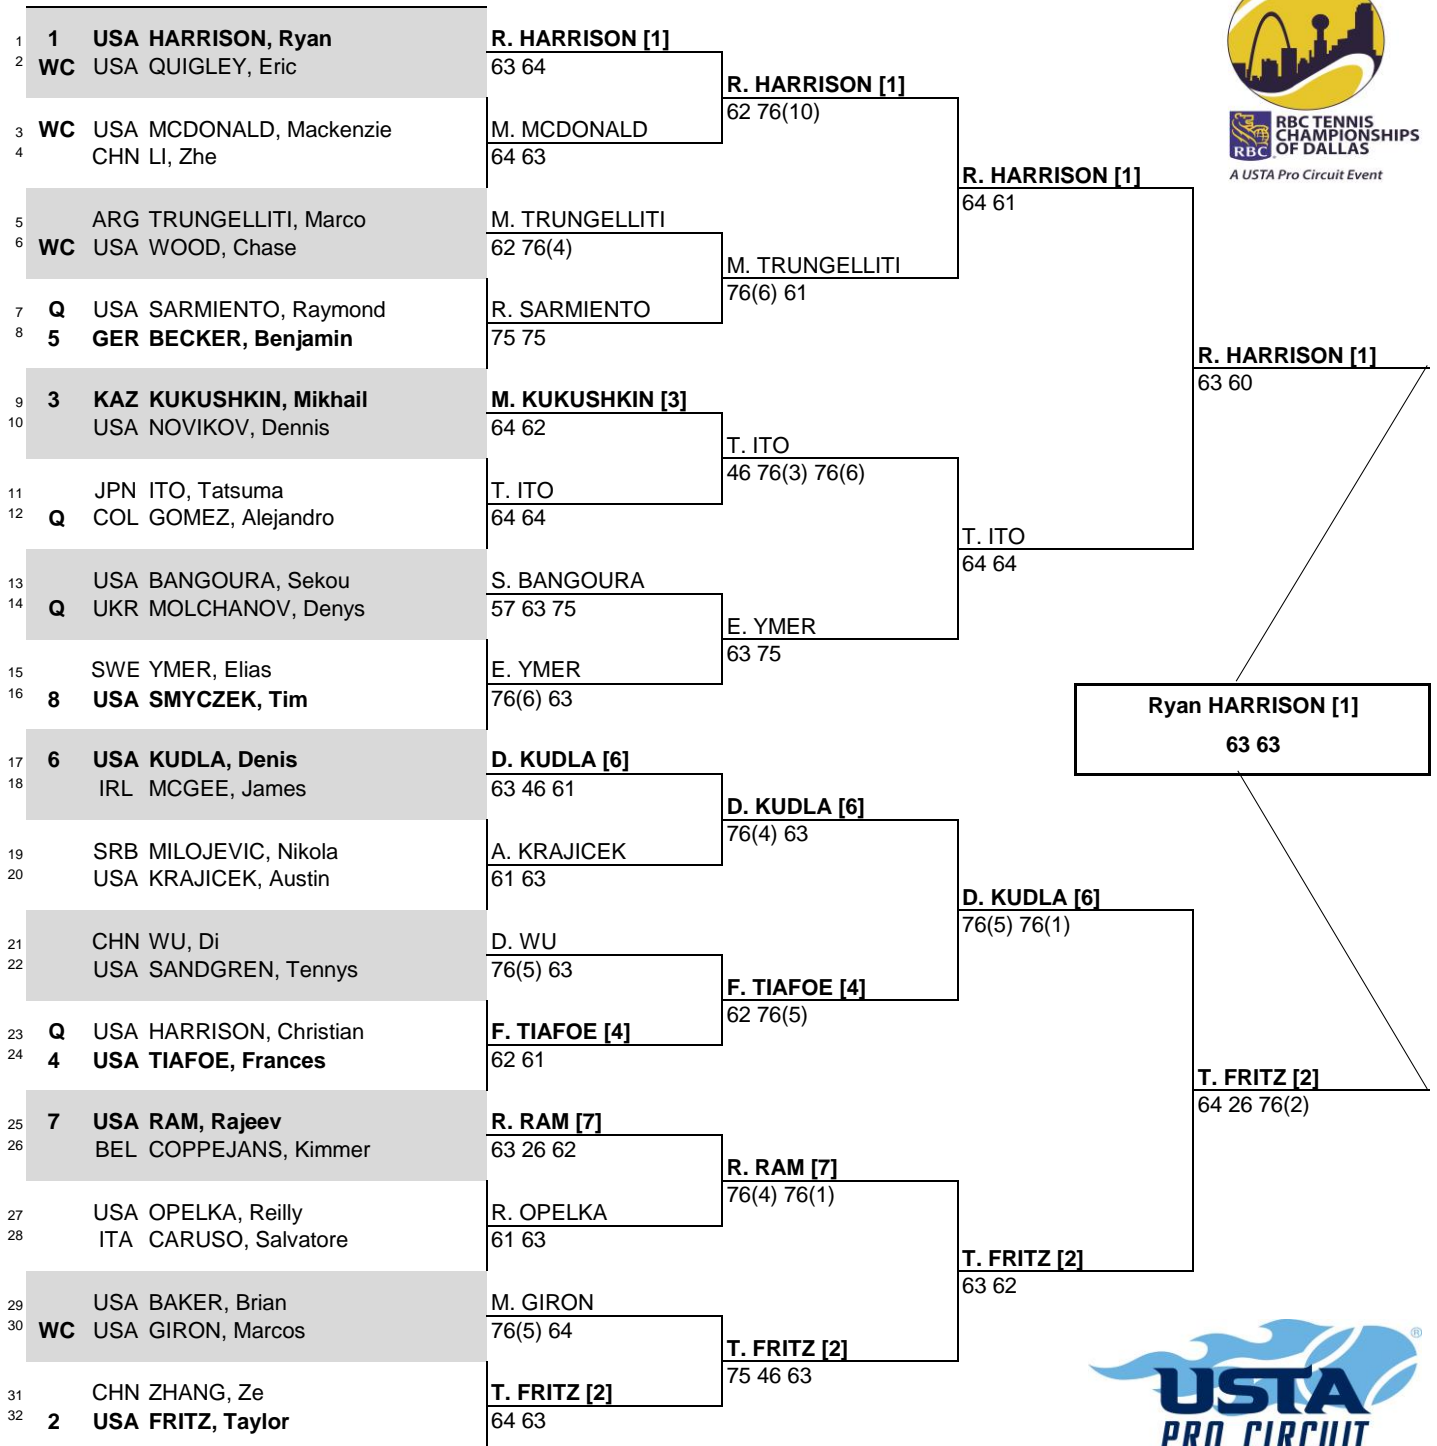 1 1 USA HARRISON, Ryan
2 WC USA QUIGLEY, Eric
3 WC USA MCDONALD, Mackenzie
4 CHN LI, Zhe
5 ARG TRUNGELLITI, Marco
6 WC USA WOOD, Chase
7 Q USA SARMIENTO, Raymond
8 5 GER BECKER, Benjamin
9 3 KAZ KUKUSHKIN, Mikhail
10 USA NOVIKOV, Dennis
11 JPN ITO, Tatsuma
12 Q COL GOMEZ, Alejandro
13 USA BANGOURA, Sekou
14 Q UKR MOLCHANOV, Denys
15 SWE YMER, Elias
16 8 USA SMYCZEK, Tim
17 6 USA KUDLA, Denis
18 IRL MCGEE, James
19 SRB MILOJEVIC, Nikola
20 USA KRAJICEK, Austin
21 CHN WU, Di
22 USA SANDGREN, Tennys
23 Q USA HARRISON, Christian
24 4 USA TIAFOE, Frances
25 7 USA RAM, Rajeev
26 BEL COPPEJANS, Kimmer
27 USA OPELKA, Reilly
28 ITA CARUSO, Salvatore
29 USA BAKER, Brian
30 WC USA GIRON, Marcos
31 CHN ZHANG, Ze
32 2 USA FRITZ, Taylor
R. HARRISON [1]
63 64
M. MCDONALD
64 63
M. TRUNGELLITI
62 76(4)
R. SARMIENTO
75 75
M. KUKUSHKIN [3]
64 62
T. ITO
64 64
S. BANGOURA
57 63 75
E. YMER
76(6) 63
D. KUDLA [6]
63 46 61
A. KRAJICEK
61 63
D. WU
76(5) 63
F. TIAFOE [4]
62 61
R. RAM [7]
63 26 62
R. OPELKA
61 63
M. GIRON
76(5) 64
T. FRITZ [2]
64 63
R. HARRISON [1]
62 76(10)
M. TRUNGELLITI
76(6) 61
T. ITO
46 76(3) 76(6)
E. YMER
63 75
D. KUDLA [6]
76(4) 63
F. TIAFOE [4]
62 76(5)
R. RAM [7]
76(4) 76(1)
T. FRITZ [2]
75 46 63
R. HARRISON [1]
64 61
T. ITO
64 64
D. KUDLA [6]
76(5) 76(1)
T. FRITZ [2]
63 62
R. HARRISON [1]
63 60
T. FRITZ [2]
64 26 76(2)
Ryan HARRISON [1]
63 63
RBC
RBC TENNIS
CHAMPIONSHIPS
OF DALLAS
A USTA Pro Circuit Event
USTA ®
PRO CIRCUIT